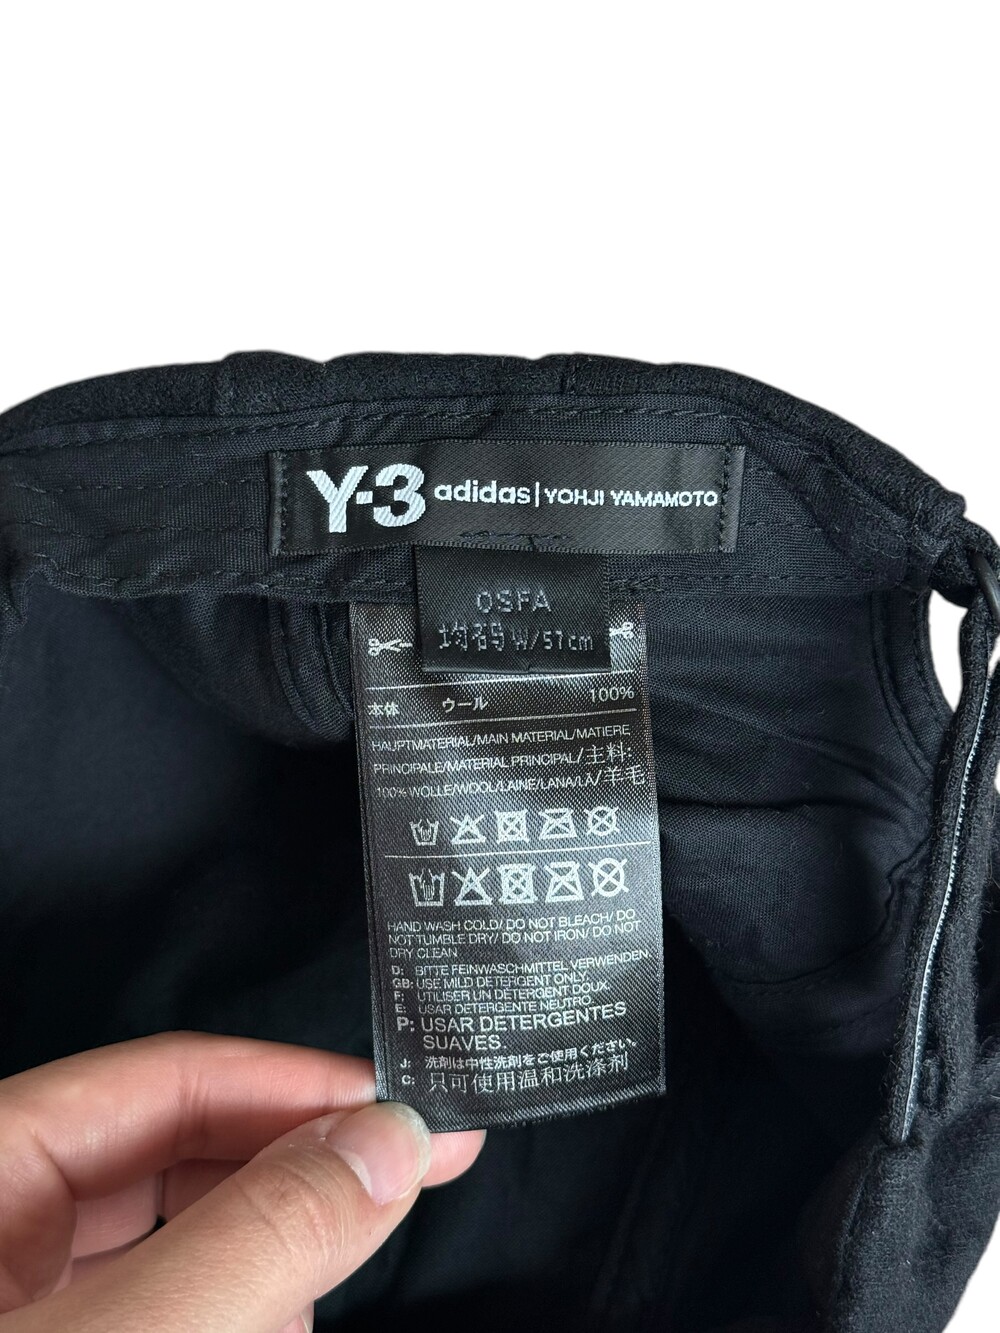 Y-3 adidas | YOHJI YAMAMOTO
OSFA
W/57cm
本体 ウール 100%
HAUPTMATERIAL/MAIN MATERIAL/MATIERE
PRINCIPALE/MATERIAL PRINCIPAL/主料:
100% WOLLE/WOOL/LAINE/LANA/LA/羊毛
HAND WASH COLD/ DO NOT BLEACH/ DO
NOT TUMBLE DRY/ DO NOT IRON/ DO NOT
DRY CLEAN
D: BITTE FEINWASCHMITTEL VERWENDEN.
GB: USE MILD DETERGENT ONLY.
F: UTILISER UN DÉTERGENT DOUX.
E: USAR DETERGENTE NEUTRO.
P: USAR DETERGENTES
SUAVES.
J: 洗剤は中性洗剤をご使用ください。
C: 只可使用温和洗涤剂